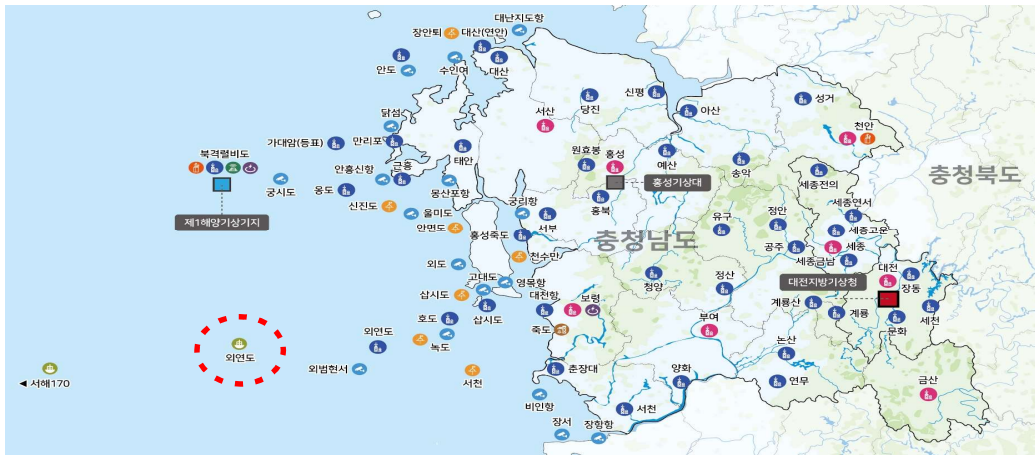 대난지도항
장안퇴
대산(연안)
안도
수인여
대산
신평
성거
당진
아산
서산
천안
닭섬
가대암(등표)
만리포
원효봉
홍성
예산
북격렬비도
태안
송악
안흥신항
근흥
세종전의
홍성기상대
충청북도
궁시도
옹도
몽산포항
제1해양기상기지
신진도
울미도
궁리항
홍북
유구
정안
세종연서
안면도
홍성죽도
서부
충청남도
세종고운
공주
세종
천수만
세종금남
외도
고대도
영목항
청양
정산
대전지방기상청
대전
장동
삽시도
대천항
보령
계룡산
호도
삽시도
부여
계룡
문화
세천
외연도
죽도
녹도
논산
외연도
외범현서
서천
춘장대
양화
연무
금산
◀ 서해170
비인항
서천
장서
장항항